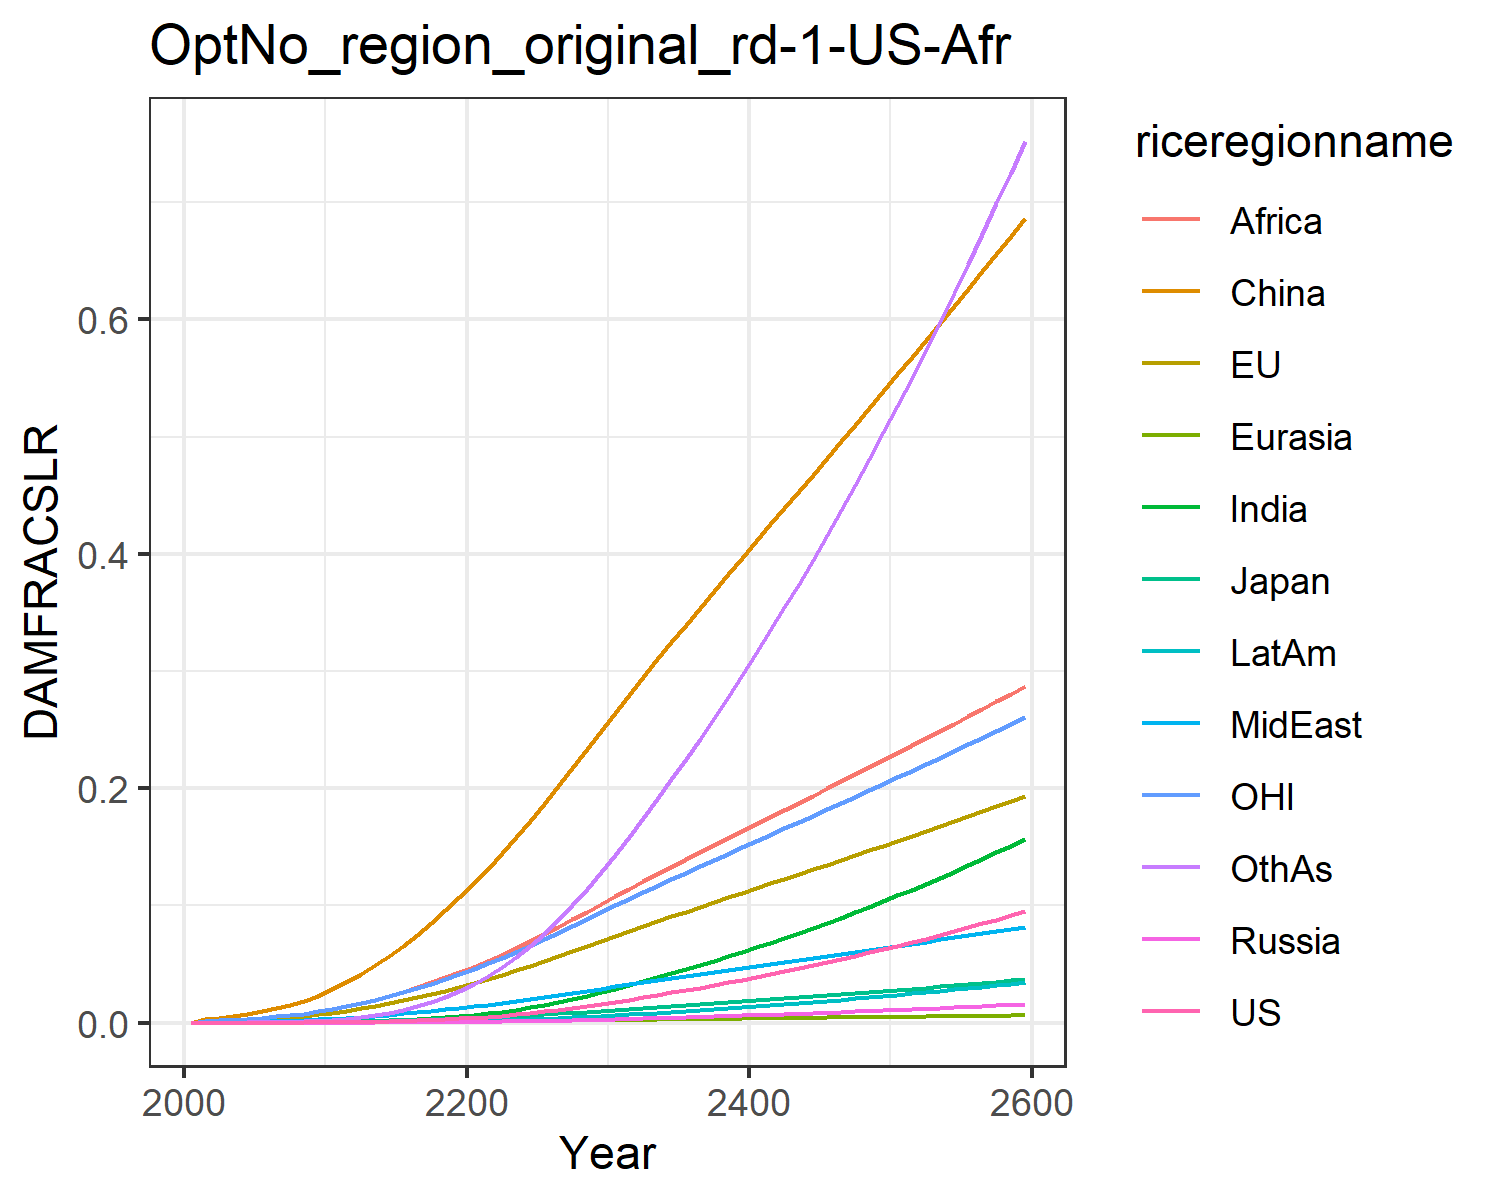 OptNo_region_original_rd-1-US-Afr
DAMFRACSLR
0.6
0.4
0.2
0.0
2000
2200
2400
2600
Year
riceregionname
Africa
China
EU
Eurasia
India
Japan
LatAm
MidEast
OHI
OthAs
Russia
US